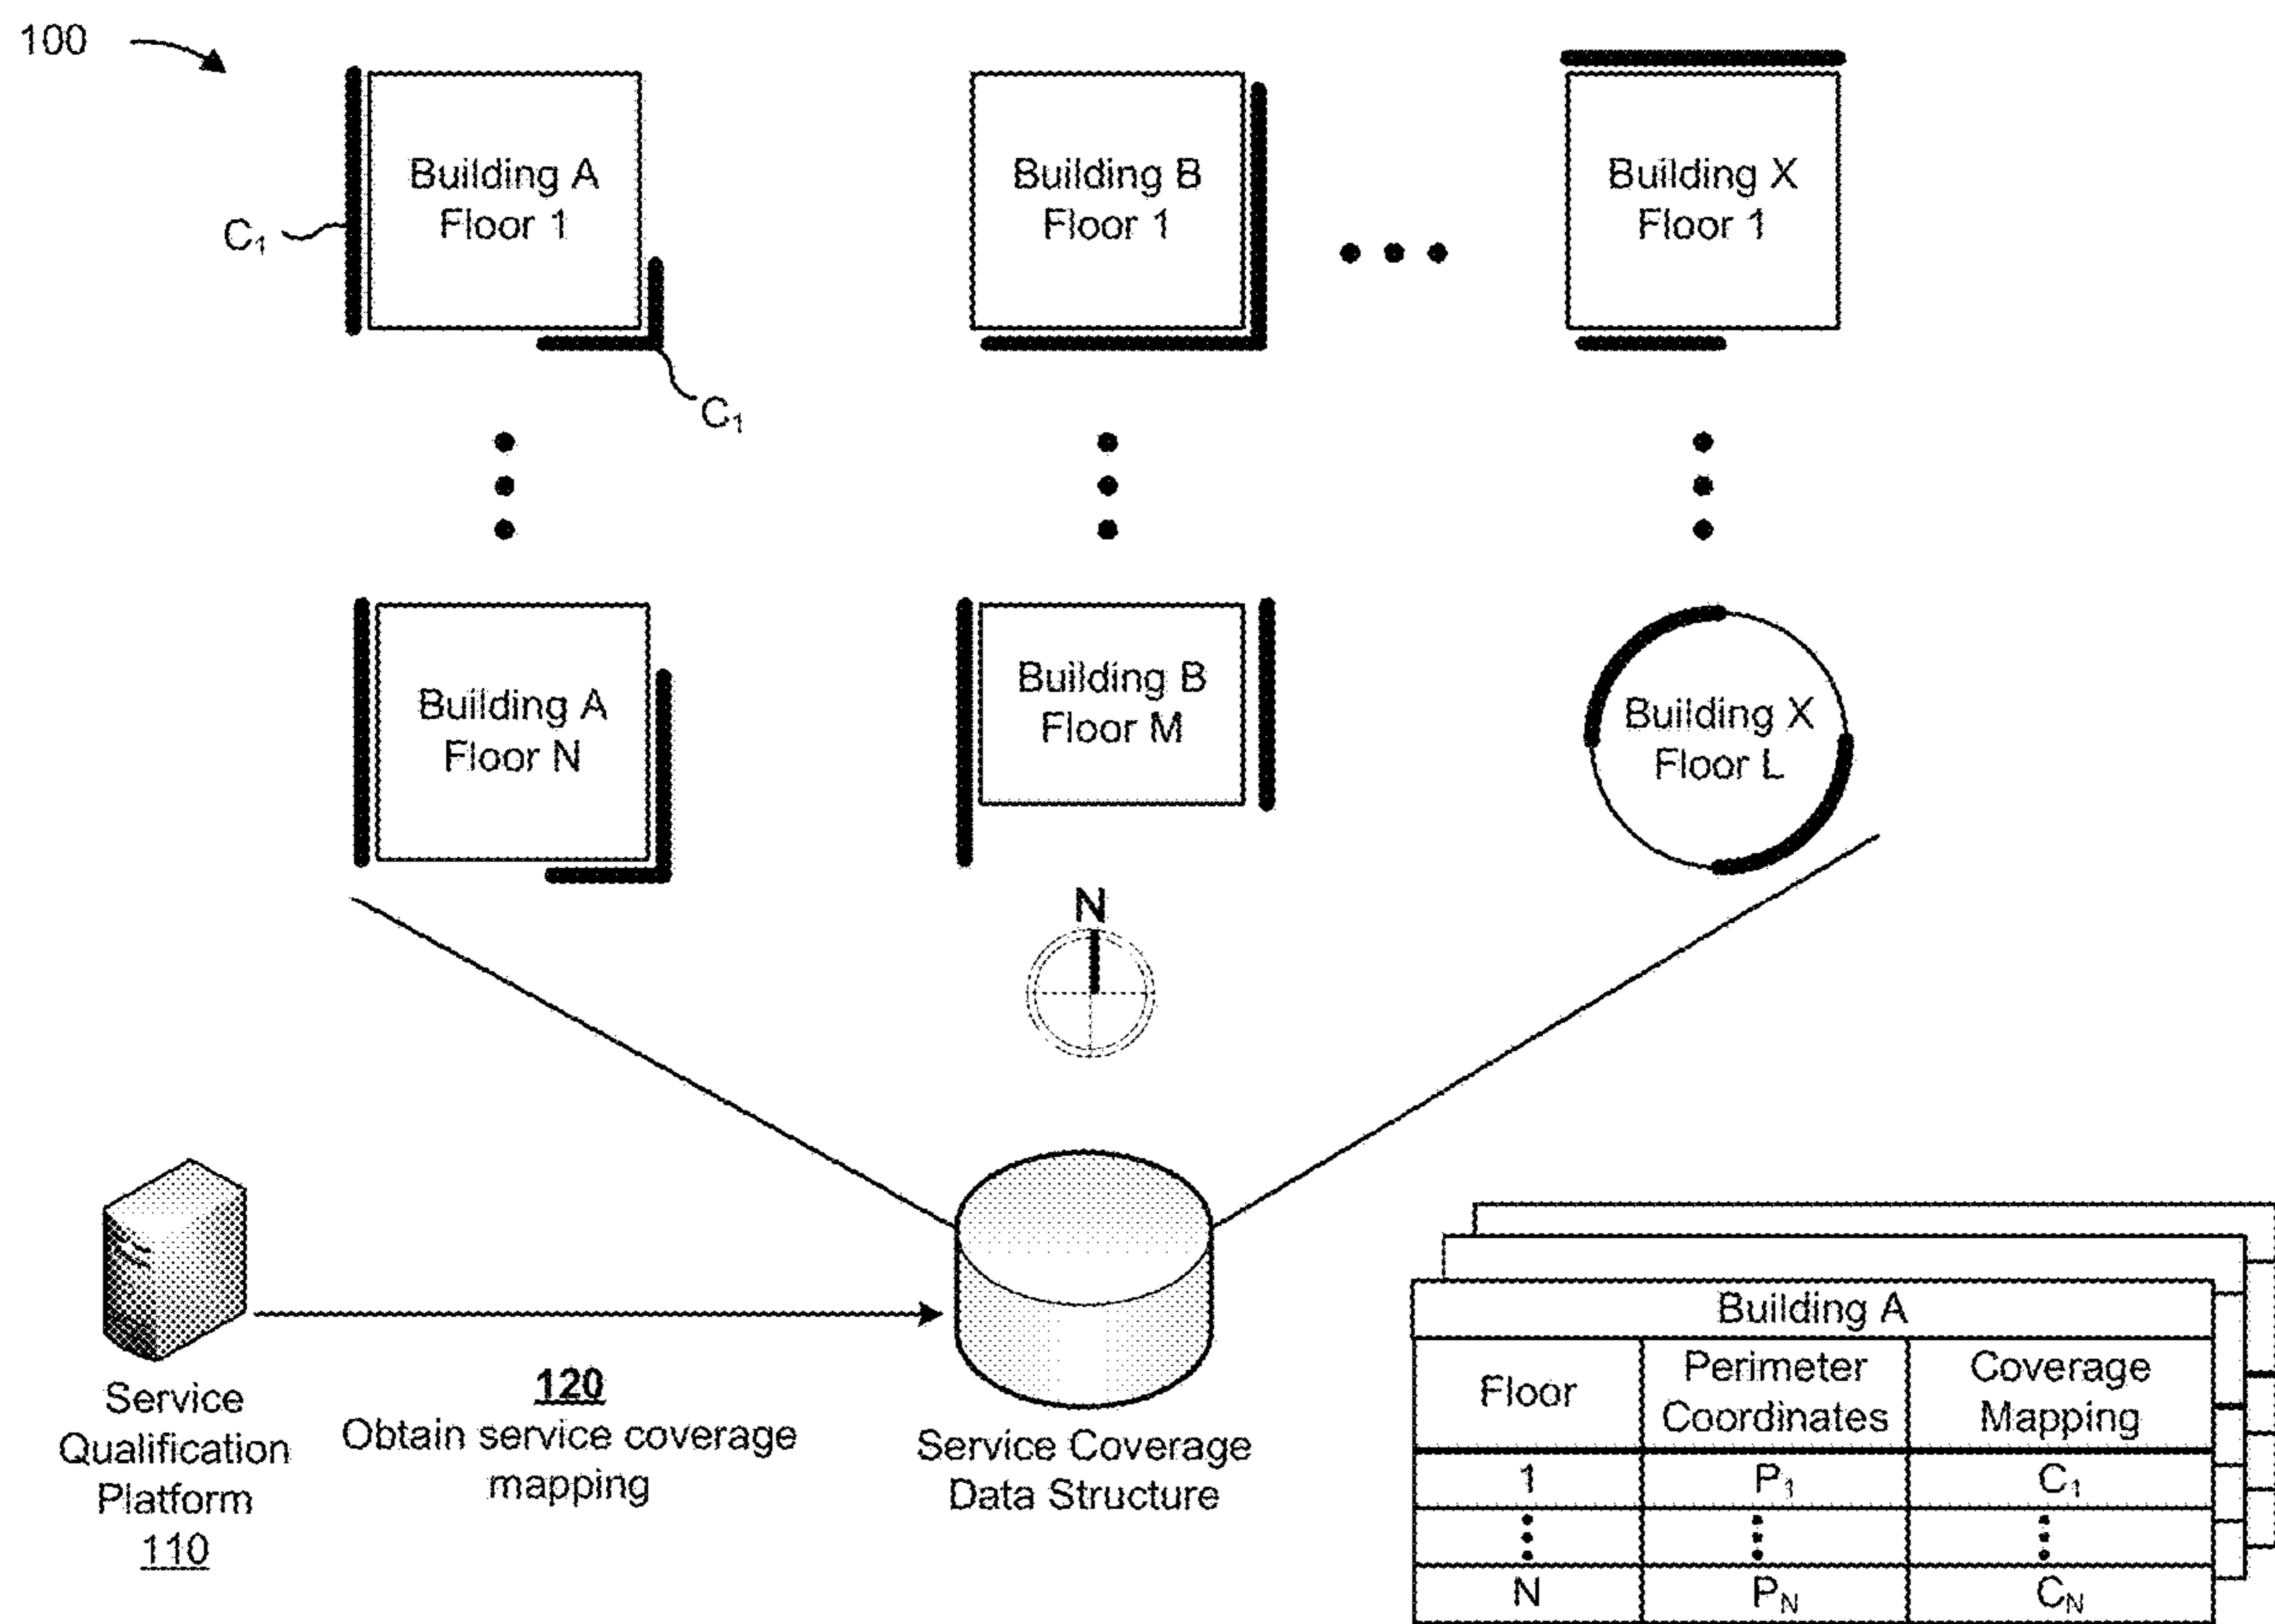 100
Building A
Floor 1
Building B
Floor 1
Building X
Floor 1
C₁
C₁
Building A
Floor N
Building B
Floor M
Building X
Floor L
N
Service
Qualification
Platform
110
120
Obtain service coverage
mapping
Service Coverage
Data Structure
Building A
Floor
Perimeter
Coordinates
Coverage
Mapping
1 P₁ C₁
N P_N C_N